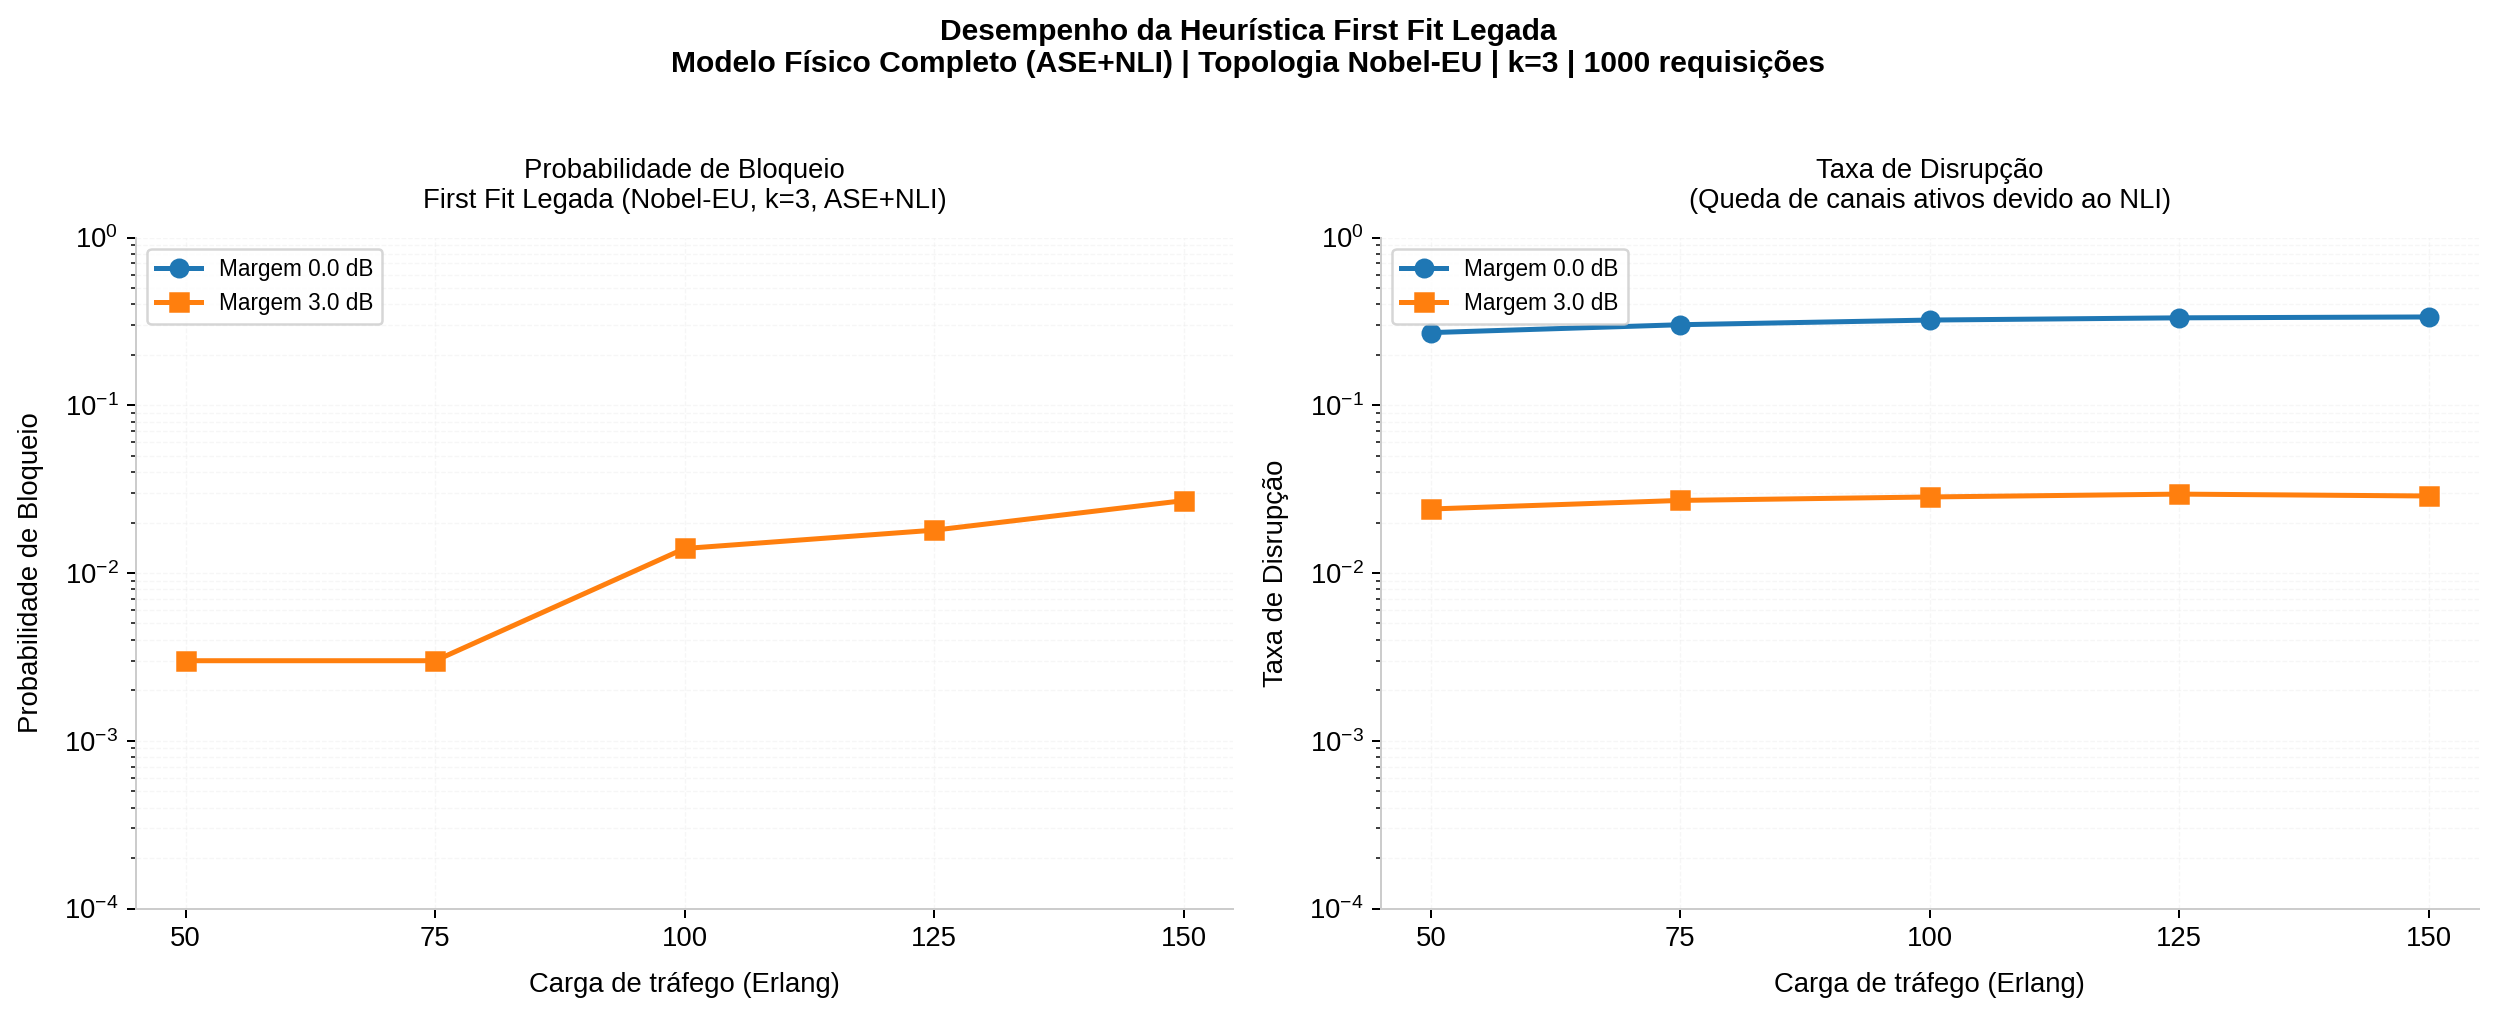 Desempenho da Heurística First Fit Legada
Modelo Físico Completo (ASE+NLI) | Topologia Nobel-EU | k=3 | 1000 requisições
Probabilidade de Bloqueio
First Fit Legada (Nobel-EU, k=3, ASE+NLI)
Margem 0.0 dB
Margem 3.0 dB
Probabilidade de Bloqueio
10⁰
10⁻¹
10⁻²
10⁻³
10⁻⁴
50 75 100 125 150
Carga de tráfego (Erlang)
Taxa de Disrupção
(Queda de canais ativos devido ao NLI)
Margem 0.0 dB
Margem 3.0 dB
Taxa de Disrupção
10⁰
10⁻¹
10⁻²
10⁻³
10⁻⁴
50 75 100 125 150
Carga de tráfego (Erlang)